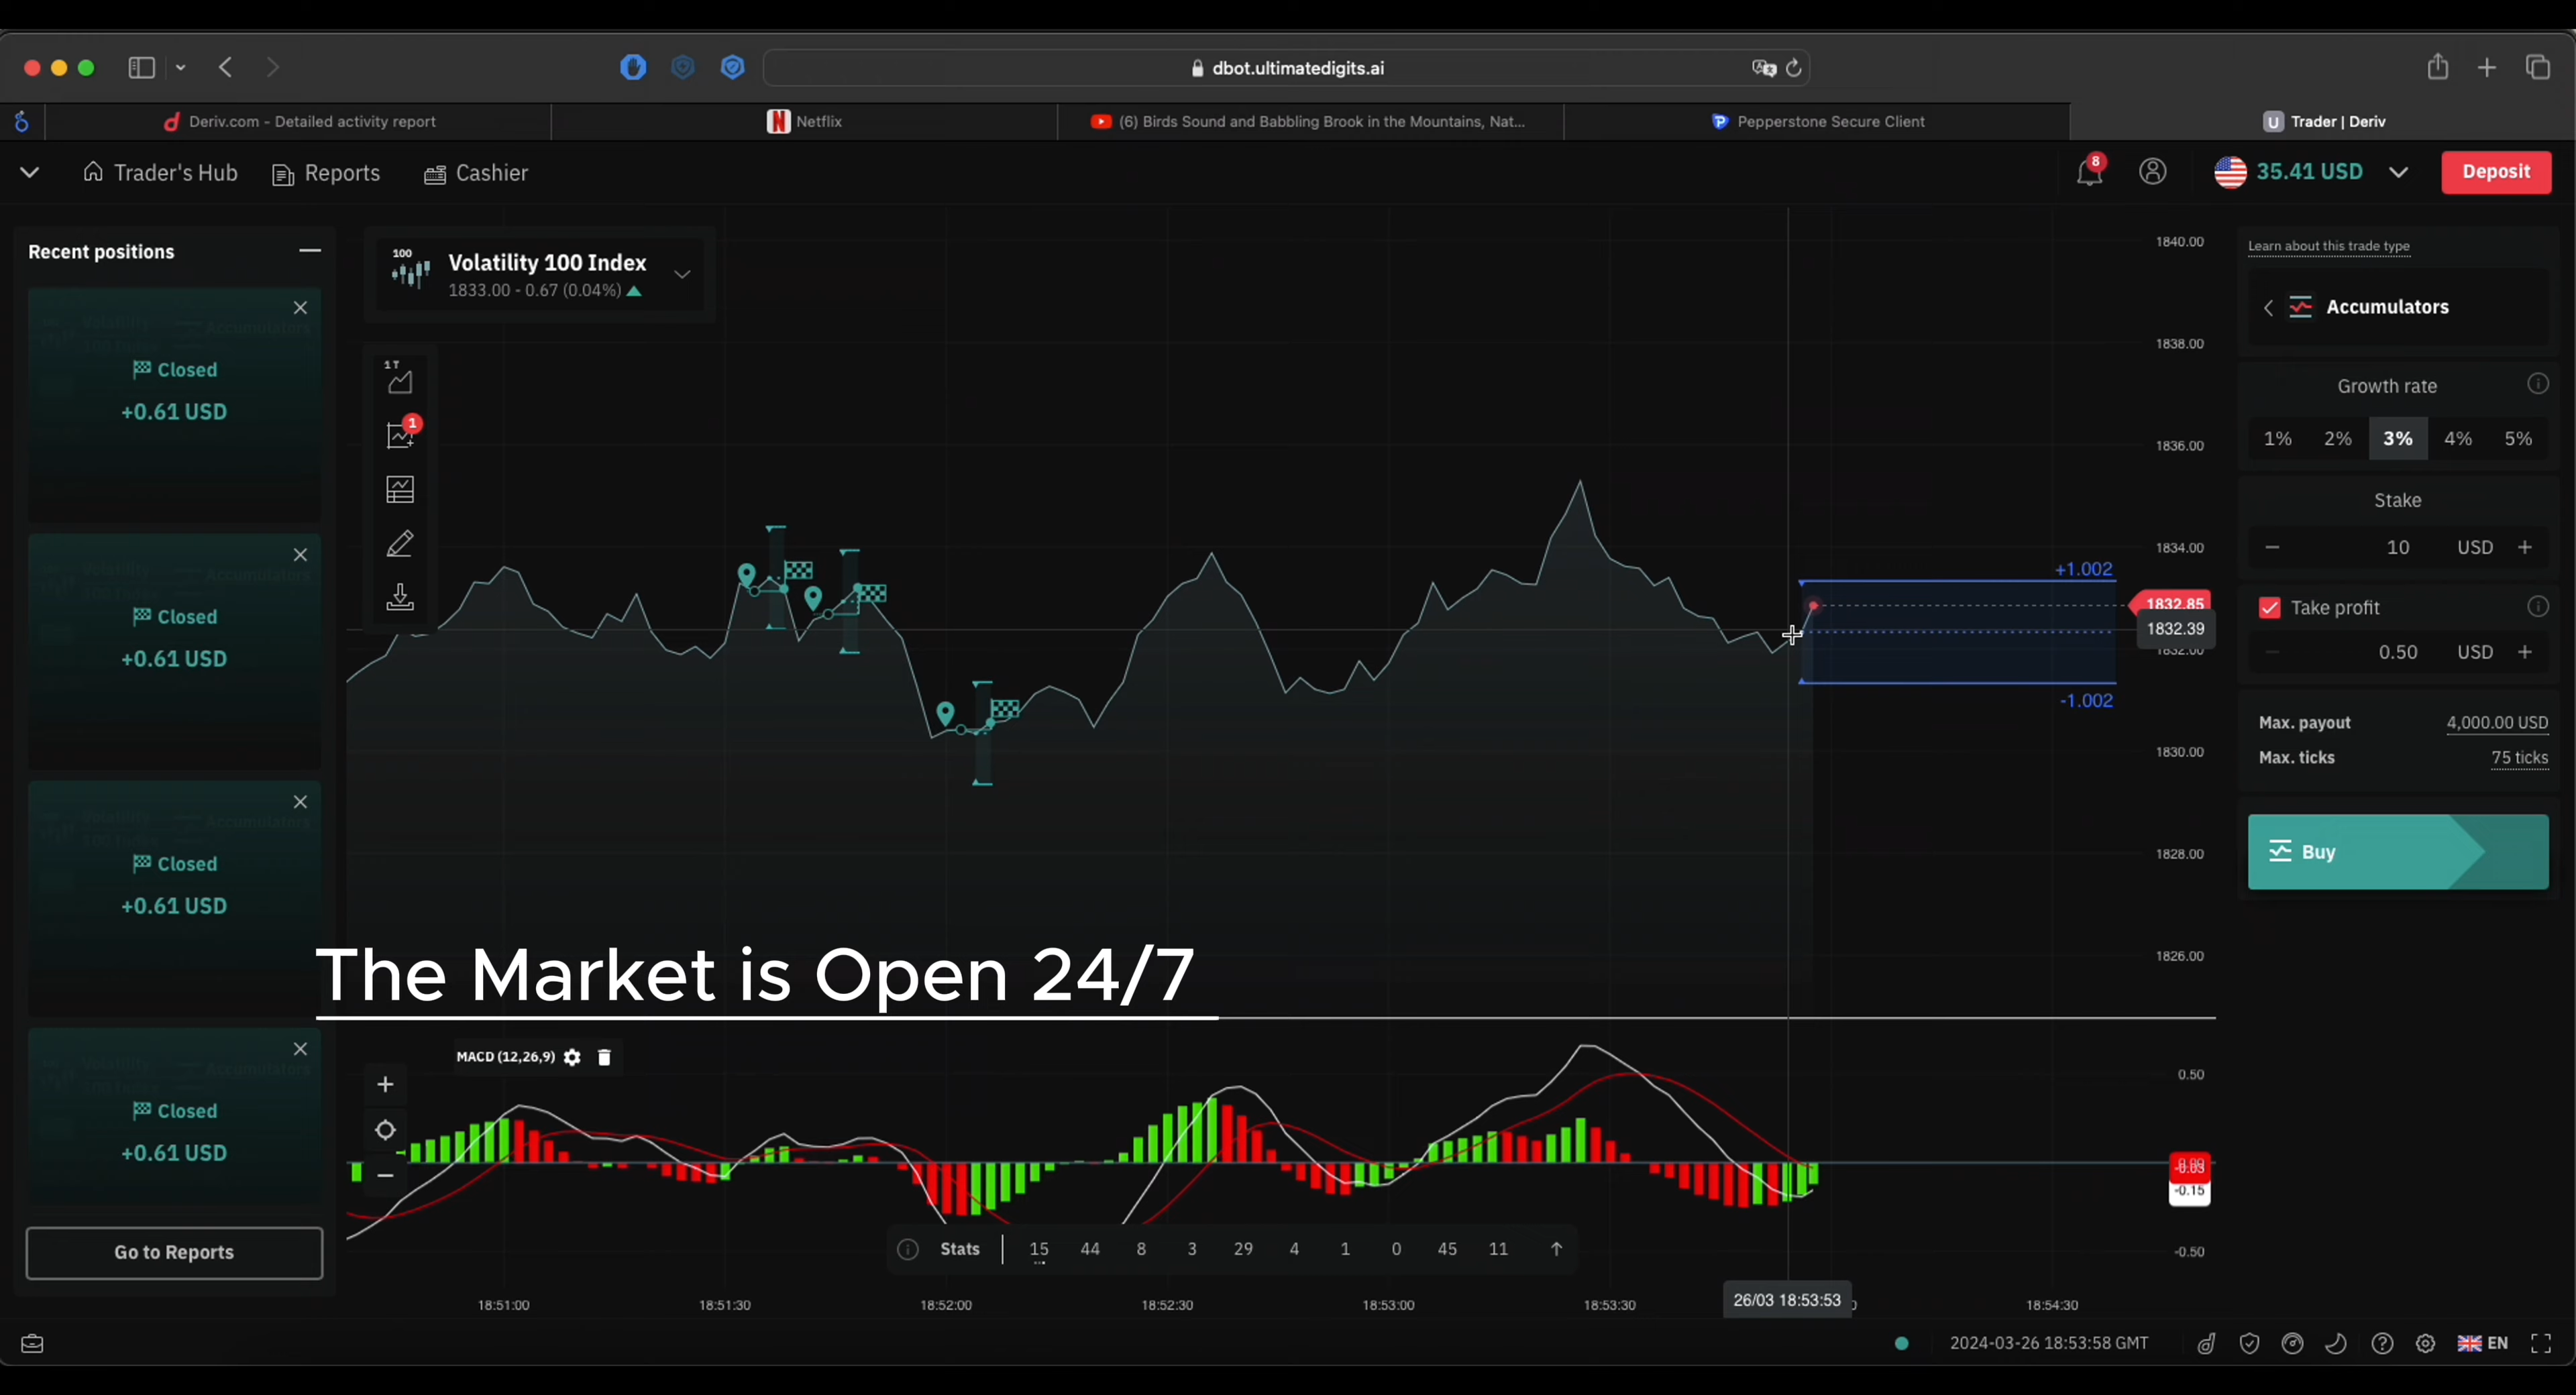 dbot.ultimatedigits.ai
Deriv.com - Detailed activity report
Netflix
(6) Birds Sound and Babbling Brook in the Mountains, Nat...
Pepperstone Secure Client
U Trader | Deriv
Trader's Hub
Reports
Cashier
8
35.41 USD
Deposit
Recent positions
Closed
+0.61 USD
Closed
+0.61 USD
Closed
+0.61 USD
Closed
+0.61 USD
Go to Reports
100
Volatility 100 Index
1833.00 - 0.67 (0.04%)
1T
1
1840.00
1838.00
1836.00
1834.00
+1.002
1832.85
1832.39
1832.00
-1.002
1830.00
1828.00
1826.00
The Market is Open 24/7
MACD (12,26,9)
0.50
-0.03
-0.15
-0.50
Stats 15 44 8 3 29 4 1 0 45 11
18:51:00 18:51:30 18:52:00 18:52:30 18:53:00 18:53:30 26/03 18:53:53 18:54:30
Learn about this trade type
Accumulators
Growth rate
1% 2% 3% 4% 5%
Stake
10 USD
Take profit
0.50 USD
Max. payout 4,000.00 USD
Max. ticks 75 ticks
Buy
2024-03-26 18:53:58 GMT
EN